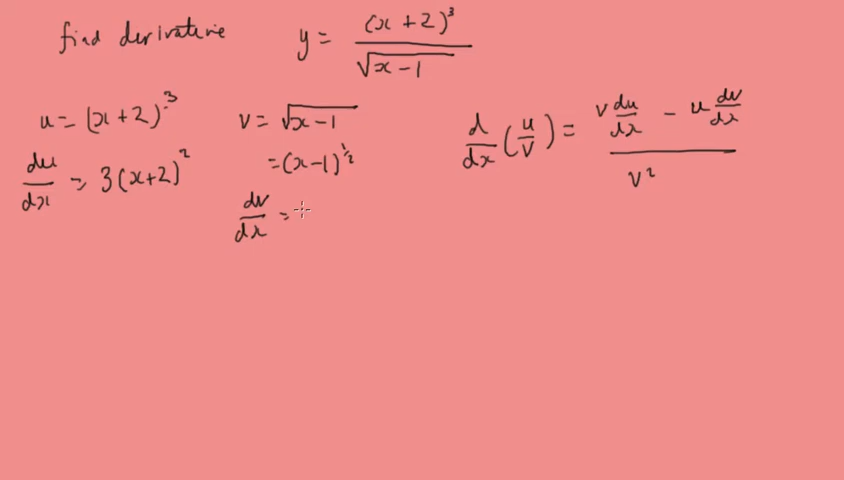 find derivative y = (x+2)³ / √(x-1)
u = (x+2)³ v = √(x-1)
= (x-1)^½
du/dx = 3(x+2)²
dv/dx =
d/dx (u/v) = (v du/dx - u dv/dx) / v²